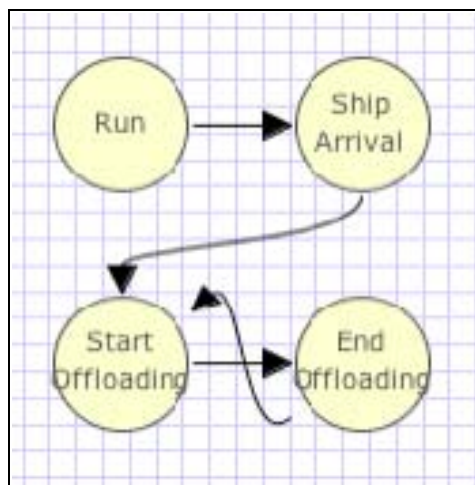 Run
Ship
Arrival
Start
Offloading
End
Offloading